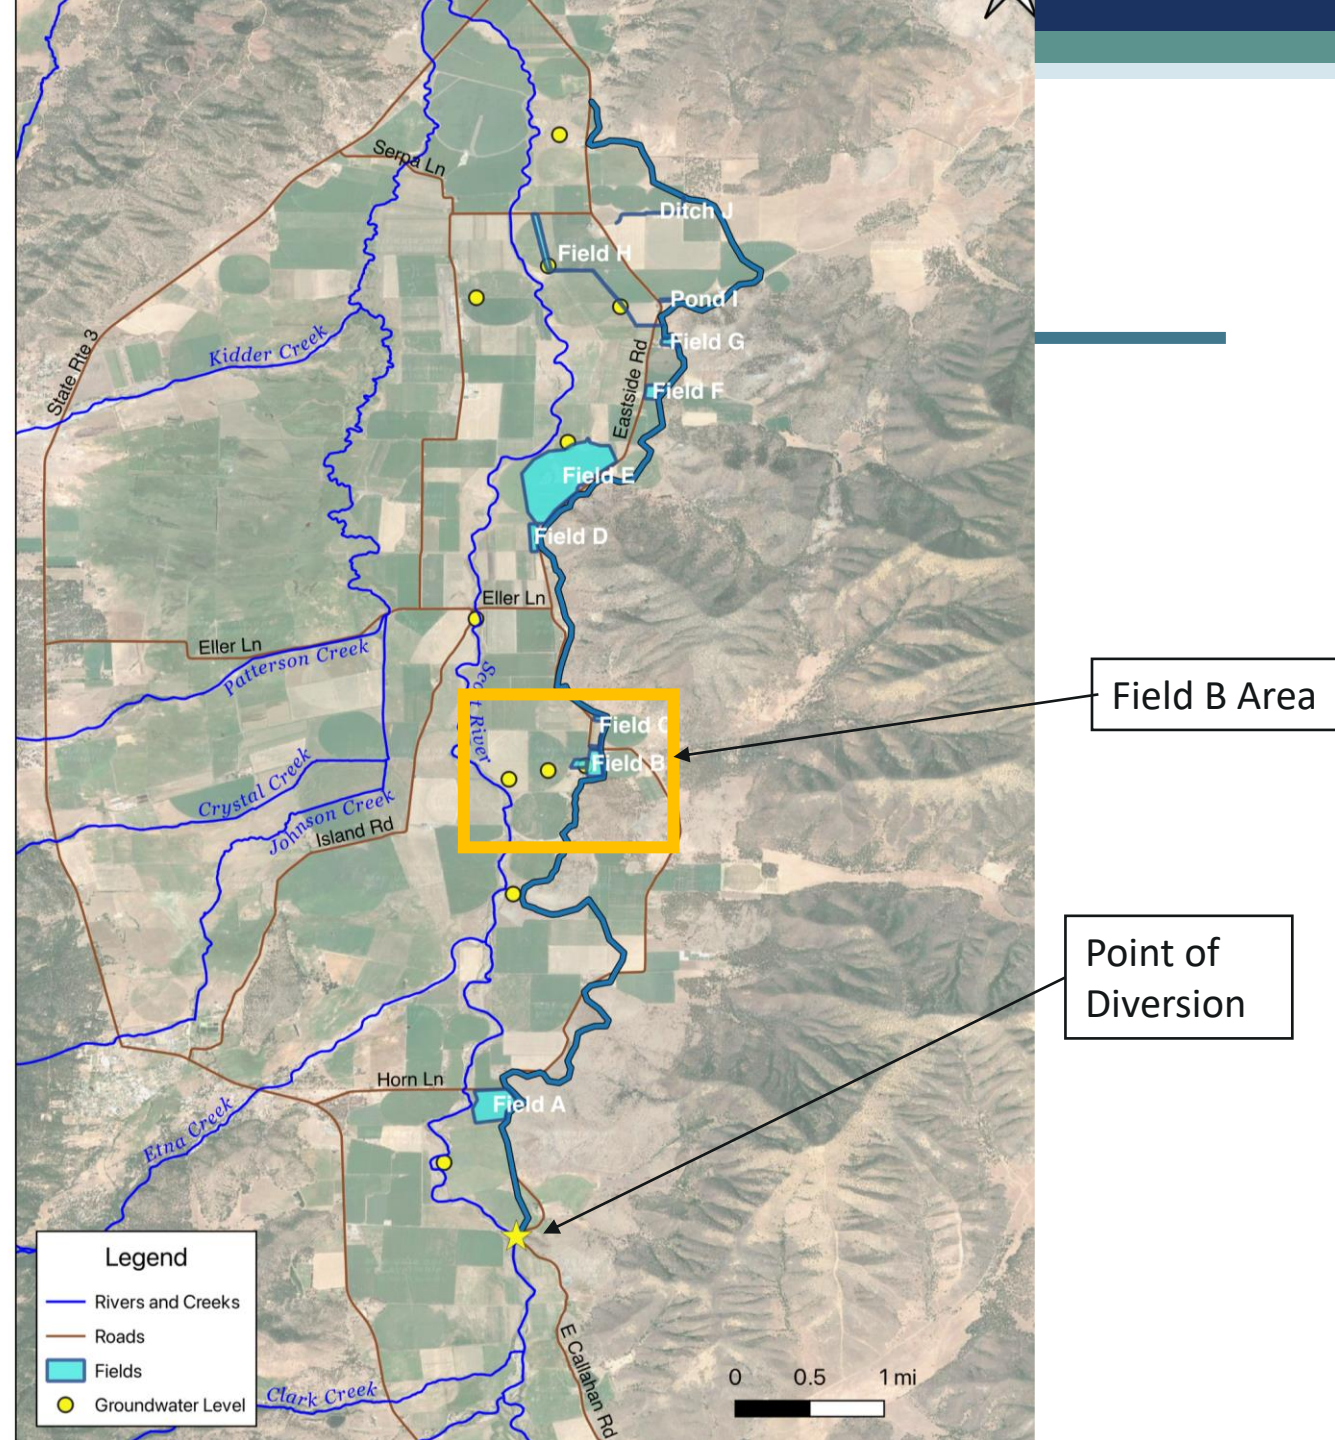 Serpa Ln
Ditch J
Field H
Pond I
State Rte 3
Kidder Creek
Field G
Eastside Rd
Field F
Field E
Field D
Eller Ln
Eller Ln
Patterson Creek
Scott River
Field C
Field B
Field B Area
Crystal Creek
Johnson Creek
Island Rd
Point of
Diversion
Horn Ln
Field A
Etna Creek
Legend
Rivers and Creeks
Roads
Fields
Groundwater Level
E Callahan Rd
Clark Creek
0 0.5 1 mi